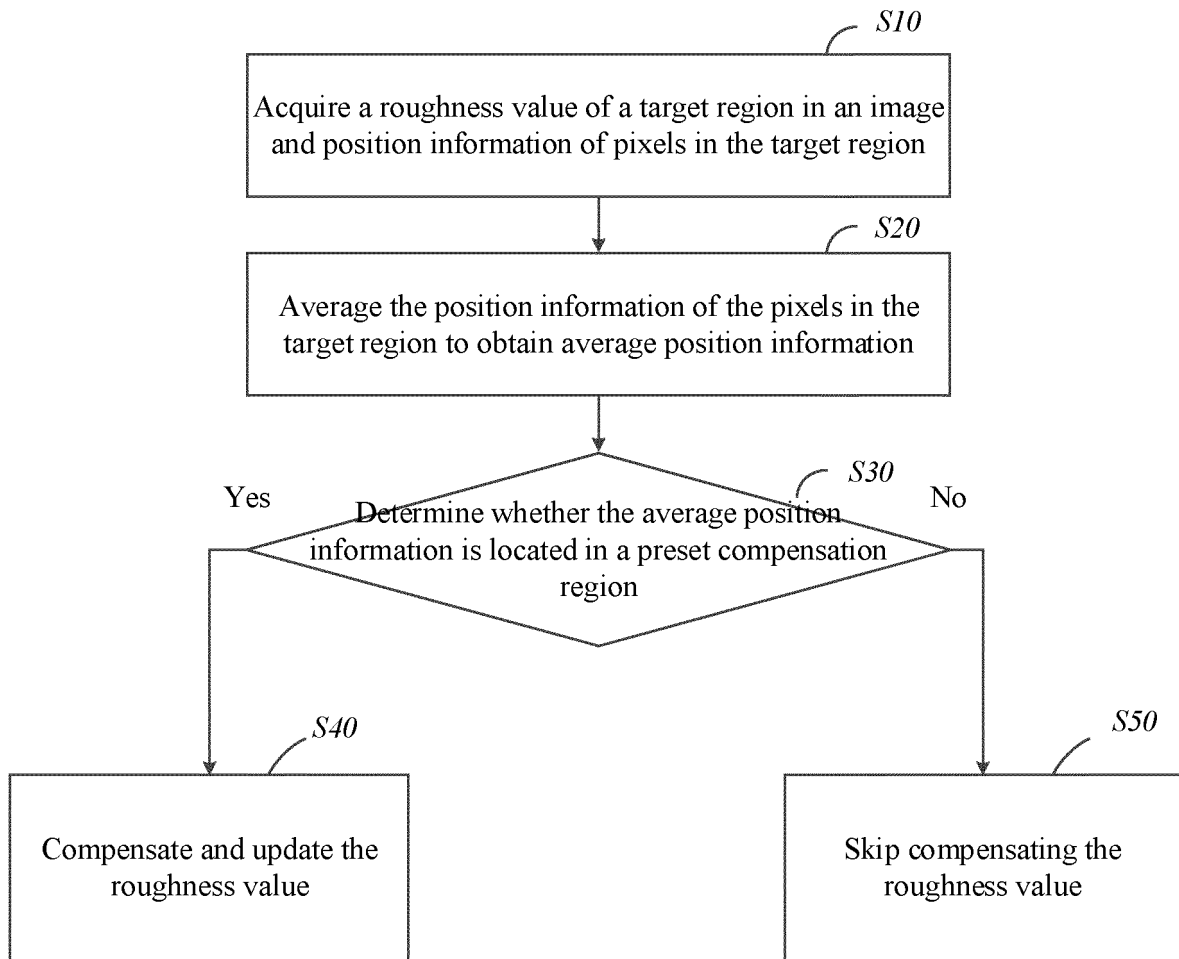 S10
Acquire a roughness value of a target region in an image
and position information of pixels in the target region
S20
Average the position information of the pixels in the
target region to obtain average position information
S30
Yes
No
Determine whether the average position
information is located in a preset compensation
region
S40
Compensate and update the
roughness value
S50
Skip compensating the
roughness value